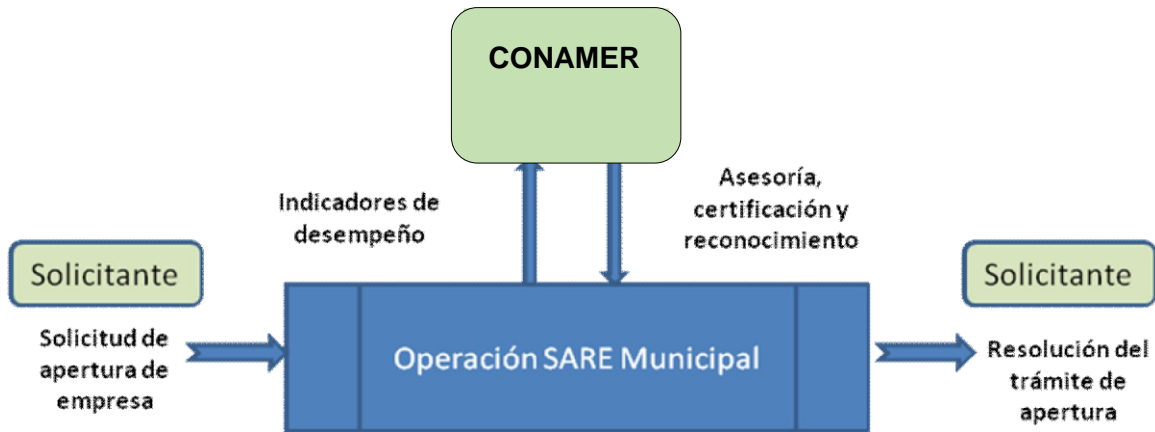 CONAMER
Indicadores de
desempeño
Asesoría,
certificación y
reconocimiento
Solicitante
Solicitud de
apertura de
empresa
Operación SARE Municipal
Solicitante
Resolución del
trámite de
apertura